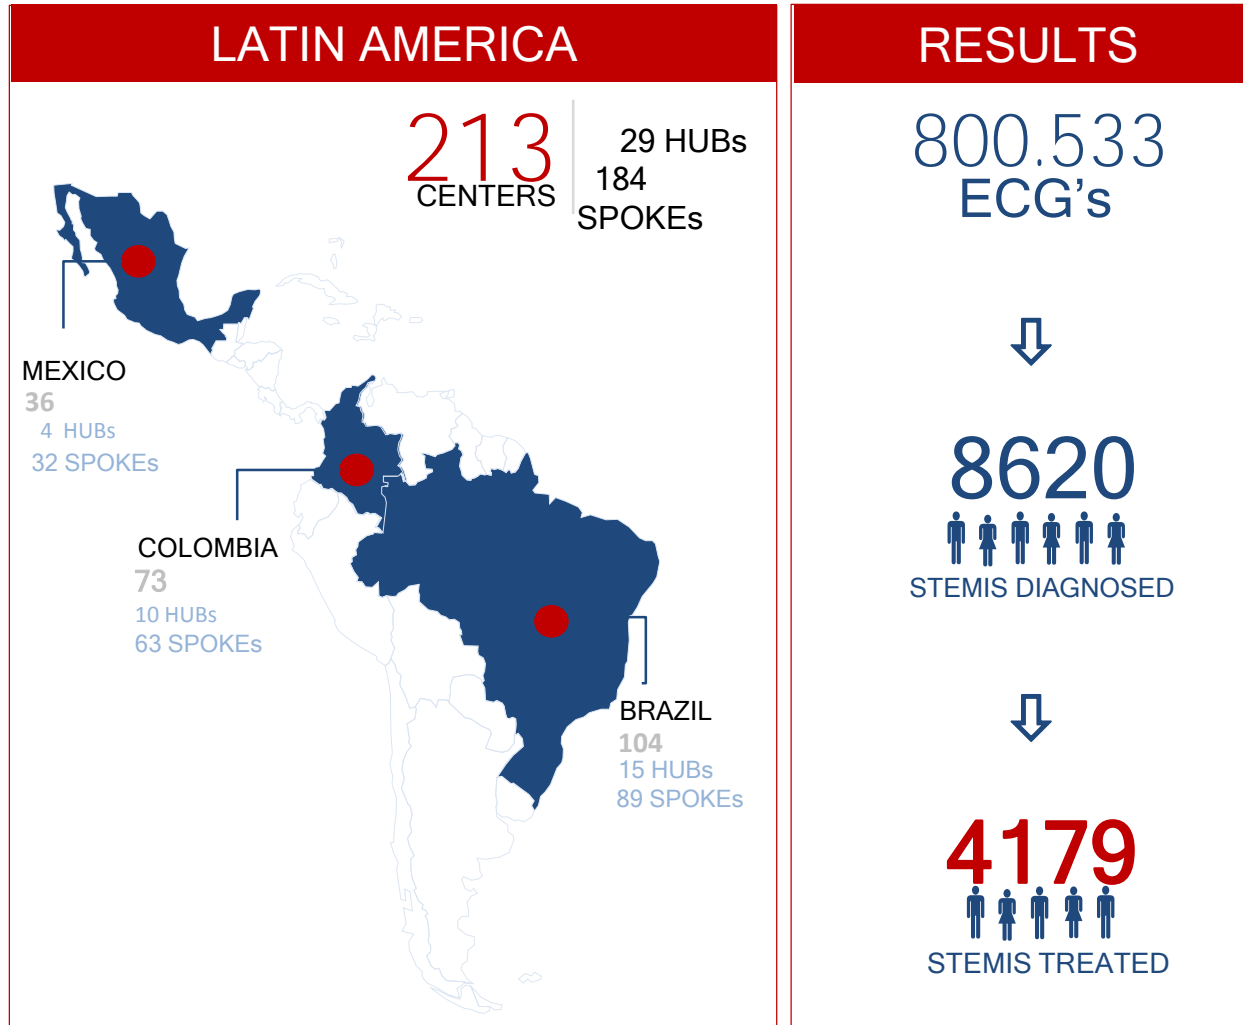 LATIN AMERICA
213
CENTERS
29 HUBs
184
SPOKEs
MEXICO
36
4 HUBs
32 SPOKEs
COLOMBIA
73
10 HUBs
63 SPOKEs
BRAZIL
104
15 HUBs
89 SPOKEs
RESULTS
800.533
ECG's
8620
STEMIS DIAGNOSED
4179
STEMIS TREATED